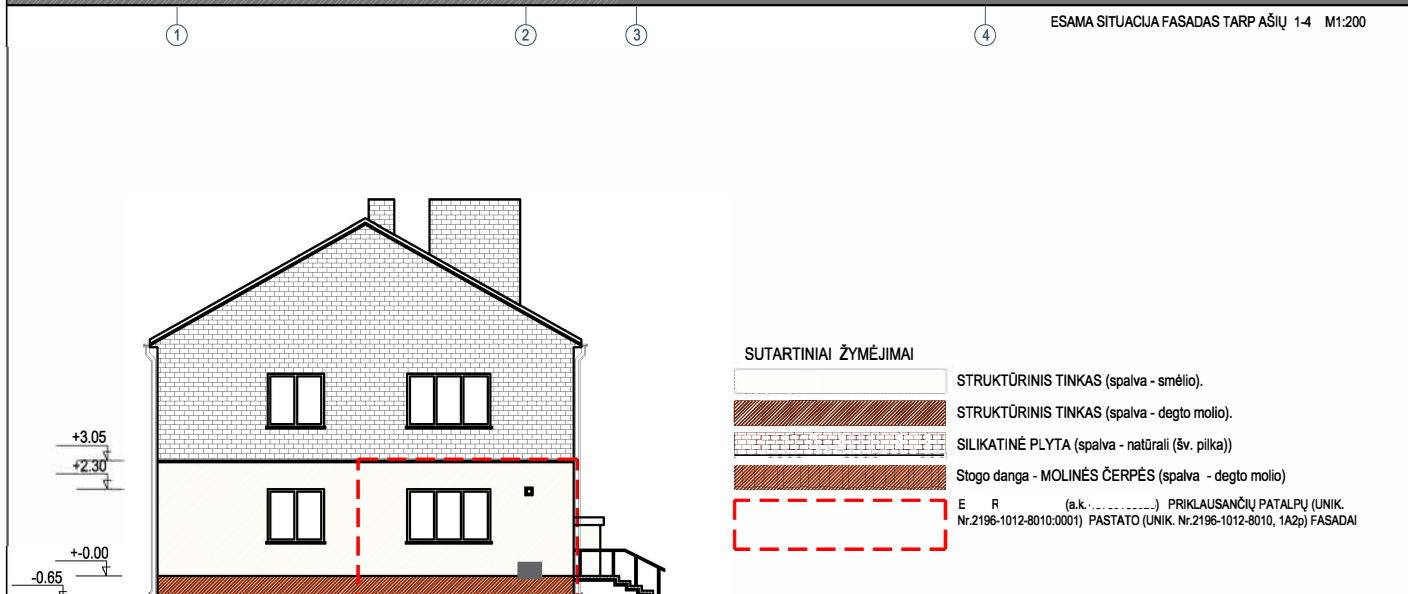 1 2 3 4 ESAMA SITUACIJA FASADAS TARP AŠIŲ 1-4 M1:200
SUTARTINIAI ŽYMĖJIMAI
STRUKTŪRINIS TINKAS (spalva - smėlio).
STRUKTŪRINIS TINKAS (spalva - degto molio).
SILIKATINĖ PLYTA (spalva - natūrali (šv. pilka))
Stogo danga - MOLINĖS ČERPĖS (spalva - degto molio)
E R (a.k. ) PRIKLAUSANČIŲ PATALPŲ (UNIK.
Nr.2196-1012-8010:0001) PASTATO (UNIK. Nr.2196-1012-8010, 1A2p) FASADAI
+3.05
+2.30
+-0.00
-0.65